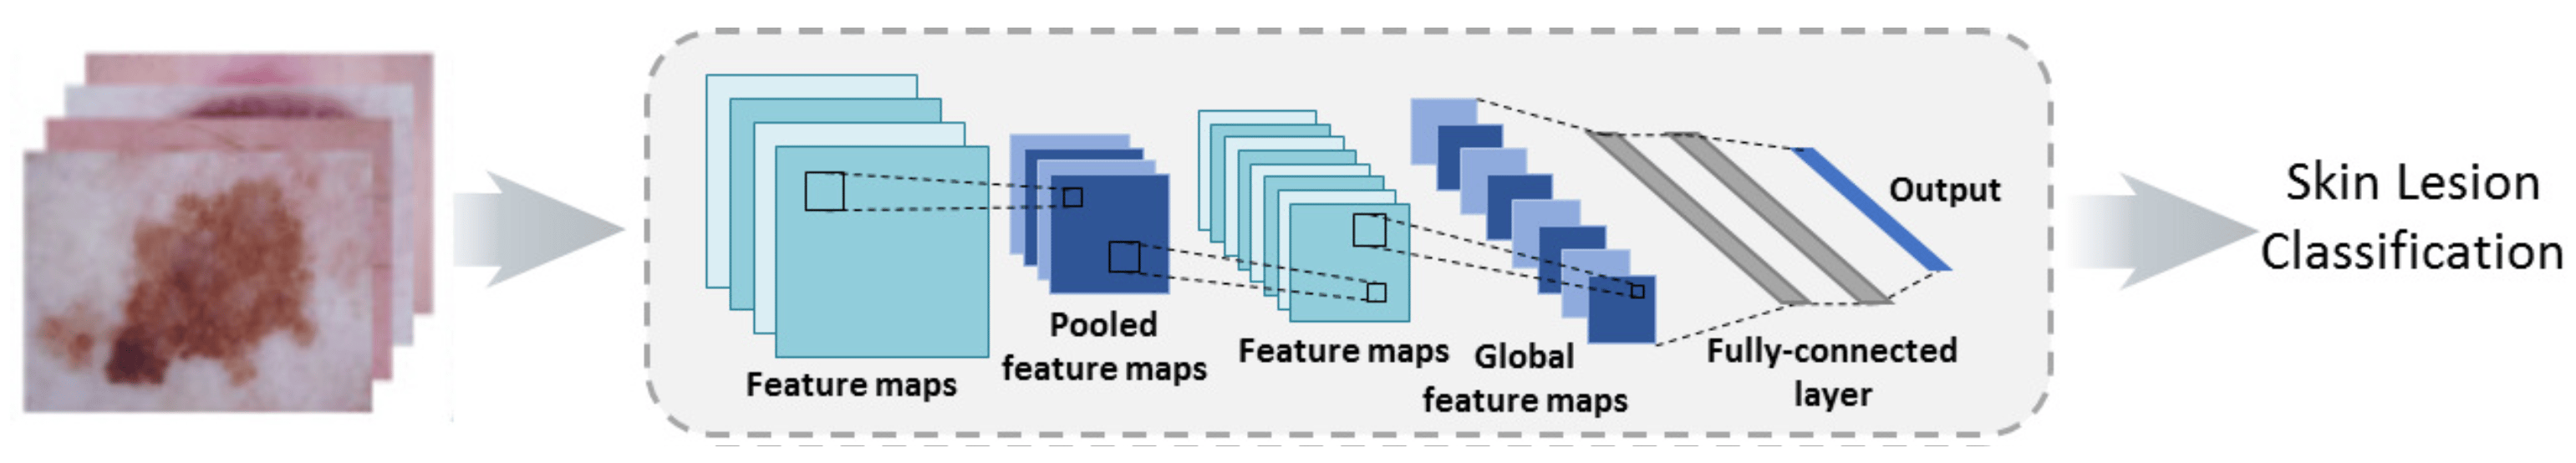 Feature maps
Pooled
feature maps
Feature maps
Global
feature maps
Fully-connected
layer
Output
Skin Lesion
Classification